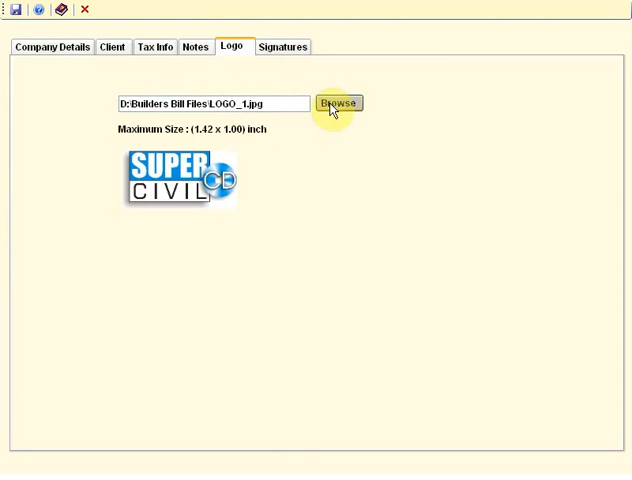 Company Details Client Tax Info Notes Logo Signatures
D:\Builders Bill Files\LOGO_1.jpg Browse
Maximum Size : (1.42 x 1.00) inch
SUPER
CIVIL CD